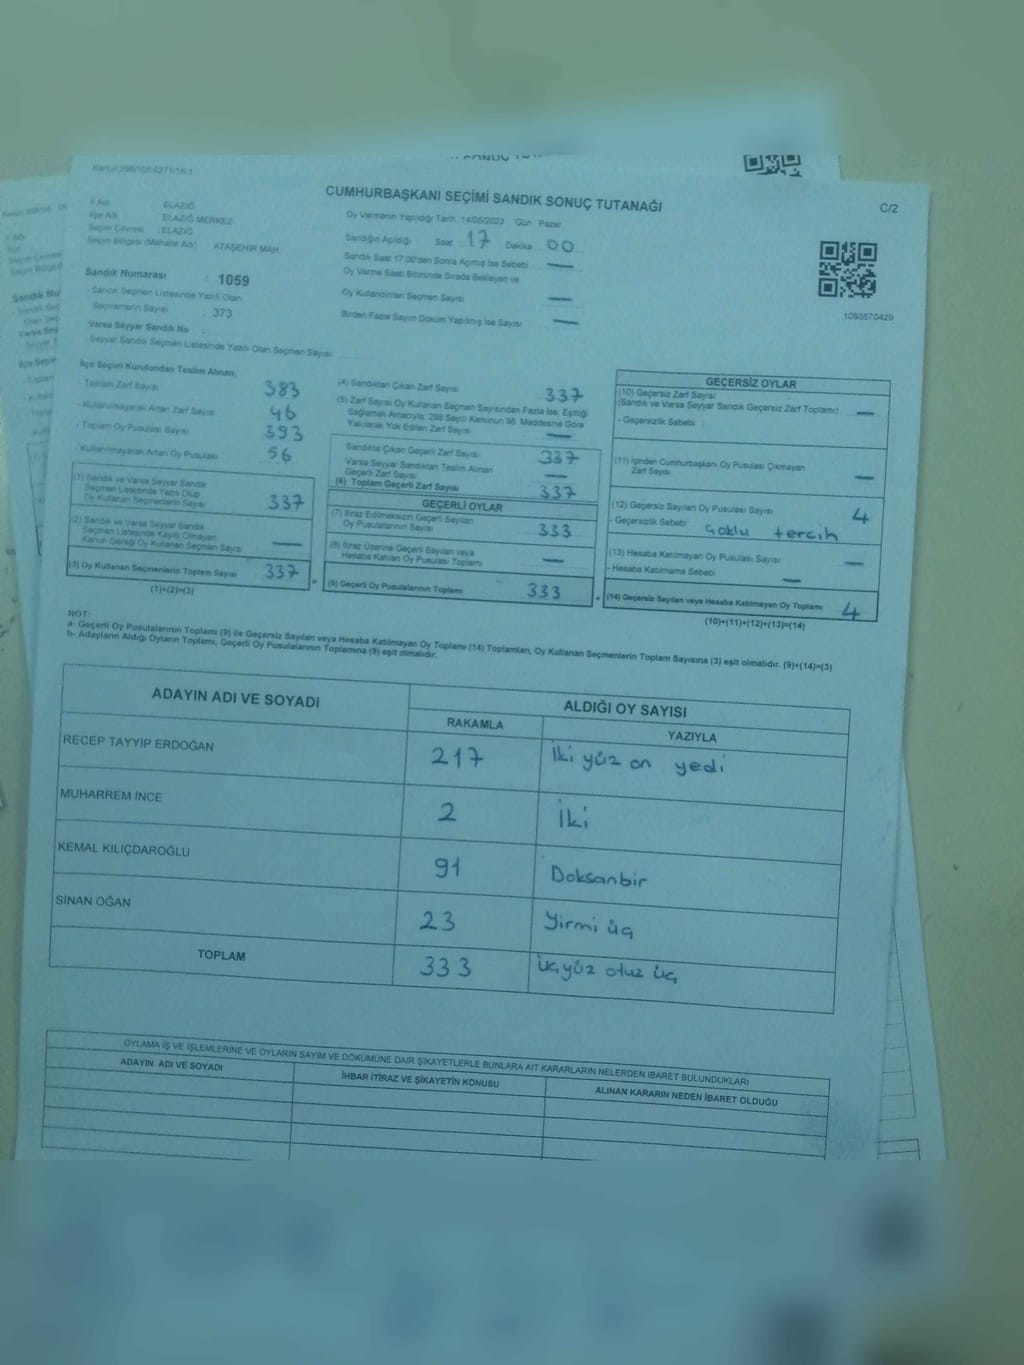 CUMHURBAŞKANI SEÇİMİ SANDIK SONUÇ TUTANAĞI
C/2
İl Adı : ELAZIĞ
İlçe Adı : ELAZIĞ MERKEZ
Seçim Çevresi : ELAZIĞ
Seçim Bölgesi (Mahalle Adı) ATAŞEHİR MAH.
Sandık Numarası : 1059
Sandık Seçmen Listesinde Yazılı Olan
Seçmenlerin Sayısı : 373
Varsa Seyyar Sandık No :
Seyyar Sandık Seçmen Listesinde Yazılı Olan Seçmen Sayısı
Oy Vermenin Yapıldığı Tarih :14/05/2023 Gün Pazar
Sandığın Açıldığı Saat 17 Dakika 00
Sandık Saat 17:00'den Sonra Açılmış İse Sebebi —
Oy Verme Saati Bitiminde Sırada Bekleyen ve
Oy Kullandırılan Seçmen Sayısı —
Birden Fazla Sayım Döküm Yapılmış İse Sayısı —
1093570429
İlçe Seçim Kurulundan Teslim Alınan:
- Toplam Zarf Sayısı 383
- Kullanılmayarak Artan Zarf Sayısı 46
- Toplam Oy Pusulası Sayısı 393
- Kullanılmayarak Artan Oy Pusulası 56
(1) Sandık ve Varsa Seyyar Sandık
Seçmen Listesinde Yazılı Olup
Oy Kullanan Seçmenlerin Sayısı 337
(2) Sandık ve Varsa Seyyar Sandık
Seçmen Listesinde Kayıtlı Olmayan
Kanun Gereği Oy Kullanan Seçmen Sayısı —
(3) Oy Kullanan Seçmenlerin Toplam Sayısı 337
(1)+(2)=(3)
(4) Sandıktan Çıkan Zarf Sayısı 337
(5) Zarf Sayısı Oy Kullanan Seçmen Sayısından Fazla İse, Eşitliği
Sağlamak Amacıyla, 298 Sayılı Kanunun 98. Maddesine Göre
Yakılarak Yok Edilen Zarf Sayısı —
Sandıkta Çıkan Geçerli Zarf Sayısı 337
Varsa Seyyar Sandıktan Teslim Alınan
Geçerli Zarf Sayısı —
(6) Toplam Geçerli Zarf Sayısı 337
GEÇERLİ OYLAR
(7) İtiraz Edilmeksizin Geçerli Sayılan
Oy Pusulalarının Sayısı 333
(8) İtiraz Üzerine Geçerli Sayılan veya
Hesaba Katılan Oy Pusulası Toplamı —
(9) Geçerli Oy Pusulalarının Toplamı 333
GEÇERSİZ OYLAR
(10) Geçersiz Zarf Sayısı
(Sandık ve Varsa Seyyar Sandık Geçersiz Zarf Toplamı) —
- Geçersizlik Sebebi :
(11) İçinden Cumhurbaşkanı Oy Pusulası Çıkmayan
Zarf Sayısı —
(12) Geçersiz Sayılan Oy Pusulası Sayısı 4
- Geçersizlik Sebebi : Çoklu tercih
(13) Hesaba Katılmayan Oy Pusulası Sayısı —
- Hesaba Katılmama Sebebi : —
(14) Geçersiz Sayılan veya Hesaba Katılmayan Oy Toplamı 4
(10)+(11)+(12)+(13)=(14)
NOT:
a- Geçerli Oy Pusulalarının Toplamı (9) ile Geçersiz Sayılan veya Hesaba Katılmayan Oy Toplamı (14) Toplamları, Oy Kullanan Seçmenlerin Toplam Sayısına (3) eşit olmalıdır. (9)+(14)=(3)
b- Adayların Aldığı Oyların Toplamı, Geçerli Oy Pusulalarının Toplamına (9) eşit olmalıdır.
ADAYIN ADI VE SOYADI ALDIĞI OY SAYISI
RAKAMLA YAZIYLA
RECEP TAYYİP ERDOĞAN 217 İki yüz on yedi
MUHARREM İNCE 2 İki
KEMAL KILIÇDAROĞLU 91 Doksanbir
SİNAN OĞAN 23 Yirmi üç
TOPLAM 333 Üçyüz otuz üç
OYLAMA İŞ VE İŞLEMLERİNE VE OYLARIN SAYIM VE DÖKÜMÜNE DAİR ŞİKAYETLERLE BUNLARA AİT KARARLARIN NELERDEN İBARET BULUNDUKLARI
ADAYIN ADI VE SOYADI İHBAR İTİRAZ VE ŞİKAYETİN KONUSU ALINAN KARARIN NEDEN İBARET OLDUĞU